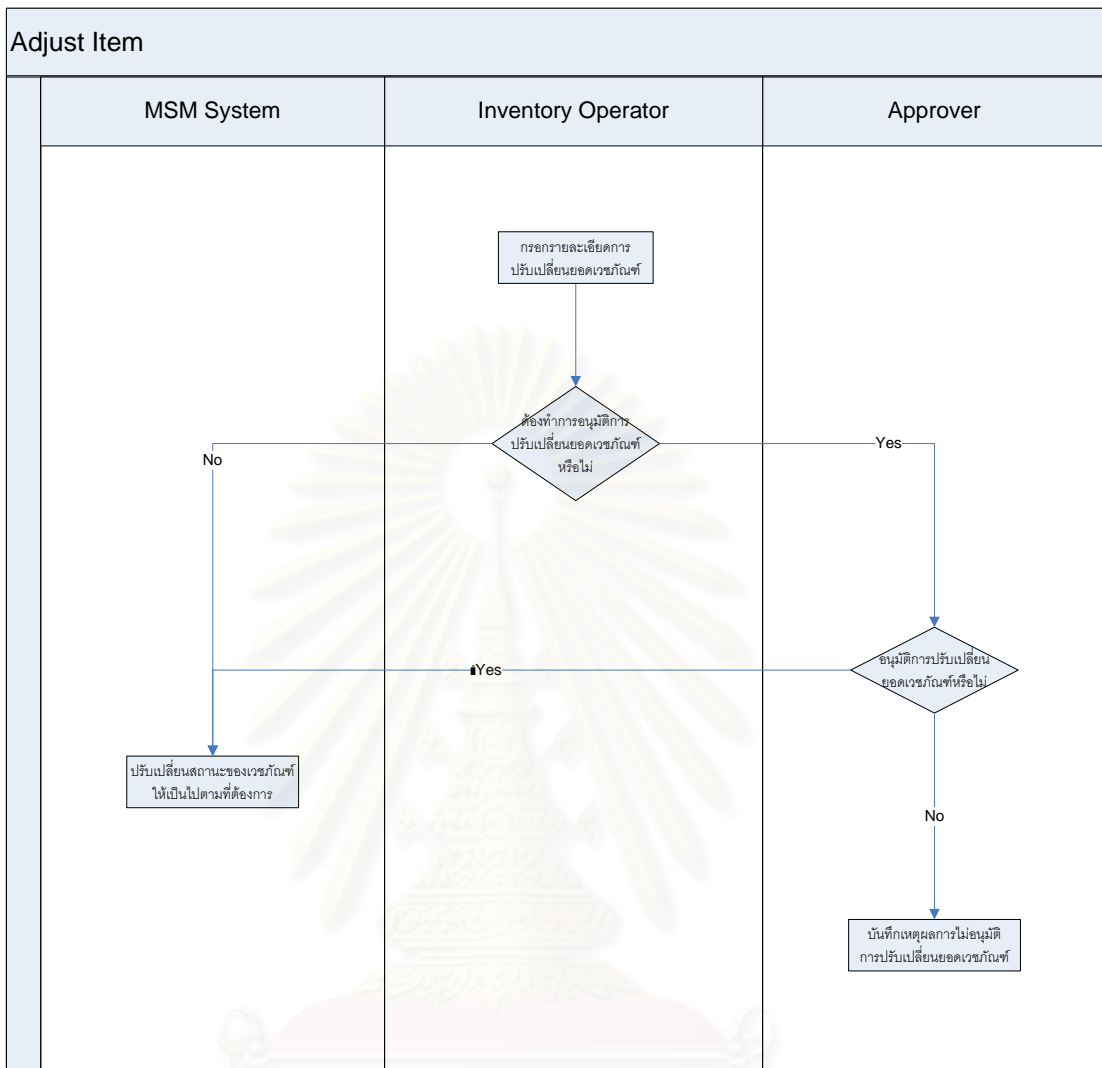 Adjust Item
MSM System
Inventory Operator
Approver
กรอกรายละเอียดการ
ปรับเปลี่ยนยอดเวชภัณฑ์
ต้องทำการอนุมัติการ
ปรับเปลี่ยนยอดเวชภัณฑ์
หรือไม่
No
Yes
อนุมัติการปรับเปลี่ยน
ยอดเวชภัณฑ์หรือไม่
Yes
ปรับเปลี่ยนสถานะของเวชภัณฑ์
ให้เป็นไปตามที่ต้องการ
No
บันทึกเหตุผลการไม่อนุมัติ
การปรับเปลี่ยนยอดเวชภัณฑ์